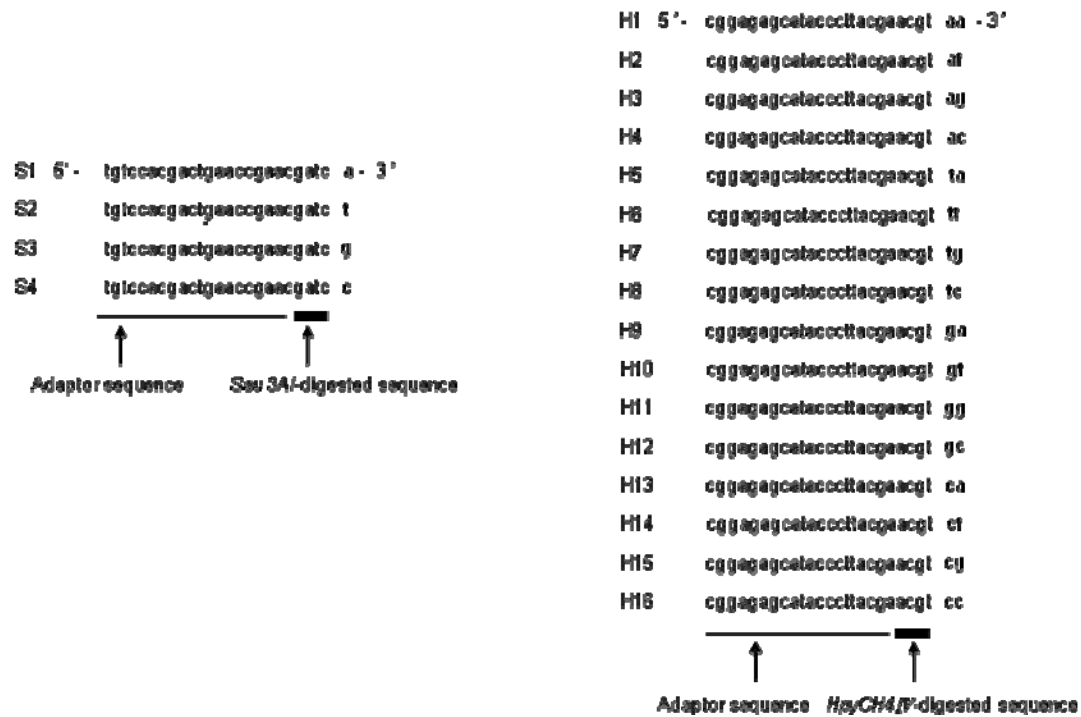 S1 5'- tgtccacgactgaaccgaacgatc a - 3'
S2 tgtccacgactgaaccgaacgatc t
S3 tgtccacgactgaaccgaacgatc g
S4 tgtccacgactgaaccgaacgatc c
Adaptor sequence Sau 3AI-digested sequence
H1 5'- cggagagcatacccttacgaacgt aa - 3'
H2 cggagagcatacccttacgaacgt at
H3 cggagagcatacccttacgaacgt ag
H4 cggagagcatacccttacgaacgt ac
H5 cggagagcatacccttacgaacgt ta
H6 cggagagcatacccttacgaacgt tt
H7 cggagagcatacccttacgaacgt tg
H8 cggagagcatacccttacgaacgt tc
H9 cggagagcatacccttacgaacgt ga
H10 cggagagcatacccttacgaacgt gt
H11 cggagagcatacccttacgaacgt gg
H12 cggagagcatacccttacgaacgt gc
H13 cggagagcatacccttacgaacgt ca
H14 cggagagcatacccttacgaacgt ct
H15 cggagagcatacccttacgaacgt cg
H16 cggagagcatacccttacgaacgt cc
Adaptor sequence HpyCH4IV-digested sequence